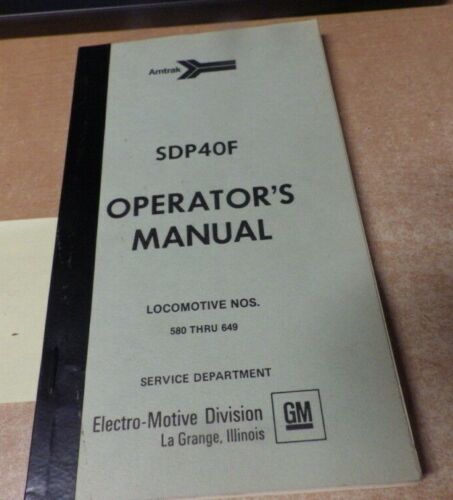 Amtrak
SDP40F
OPERATOR'S
MANUAL
LOCOMOTIVE NOS.
580 THRU 649
SERVICE DEPARTMENT
Electro-Motive Division
La Grange, Illinois
GM